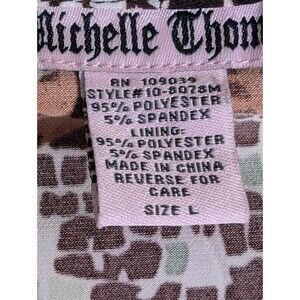 Michelle Thom
RN 109039
STYLE#10-8078M
95% POLYESTER
5% SPANDEX
LINING:
95% POLYESTER
5% SPANDEX
MADE IN CHINA
REVERSE FOR
CARE
SIZE L